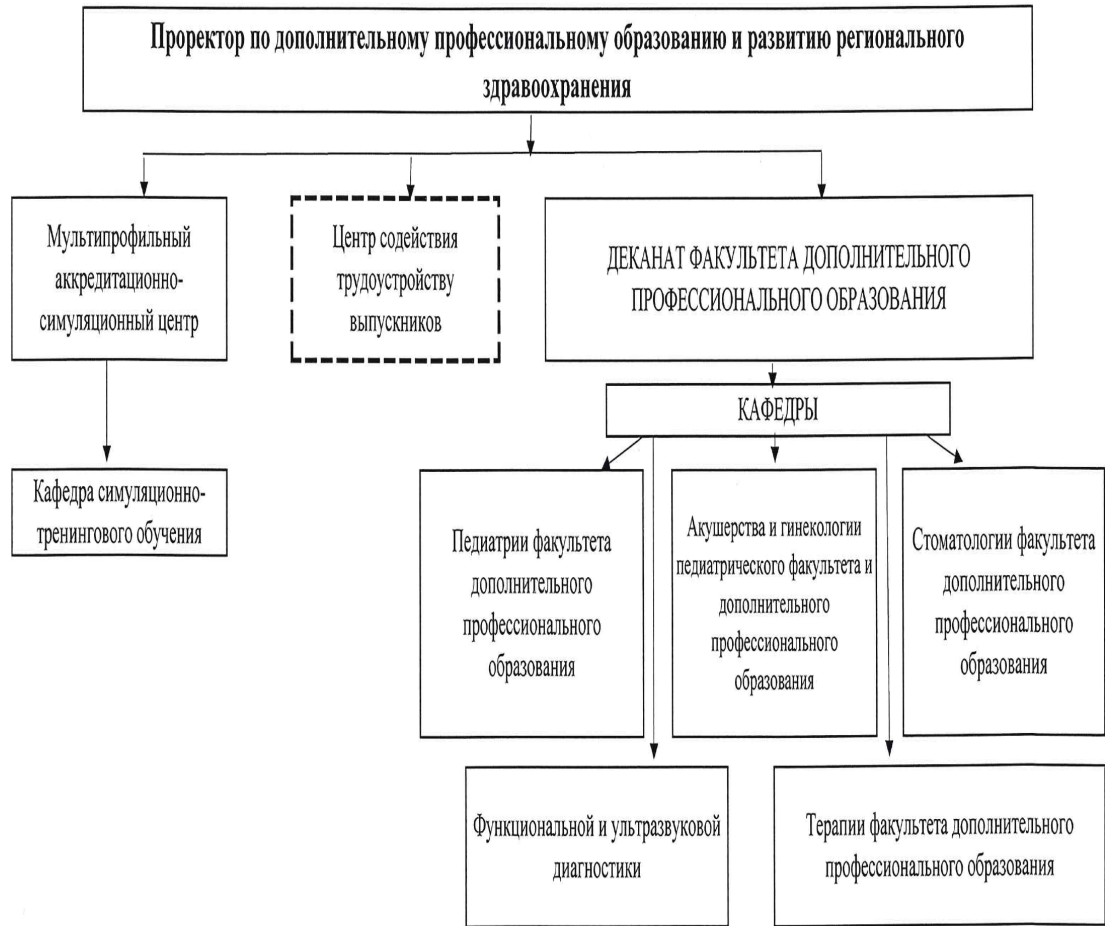 Проректор по дополнительному профессиональному образованию и развитию регионального
здравоохранения
Мультипрофильный
аккредитационно-
симуляционный центр
Центр содействия
трудоустройству
выпускников
ДЕКАНАТ ФАКУЛЬТЕТА ДОПОЛНИТЕЛЬНОГО
ПРОФЕССИОНАЛЬНОГО ОБРАЗОВАНИЯ
КАФЕДРЫ
Кафедра симуляционно-
тренингового обучения
Педиатрии факультета
дополнительного
профессионального
образования
Акушерства и гинекологии
педиатрического факультета и
дополнительного
профессионального
образования
Стоматологии факультета
дополнительного
профессионального
образования
Функциональной и ультразвуковой
диагностики
Терапии факультета дополнительного
профессионального образования